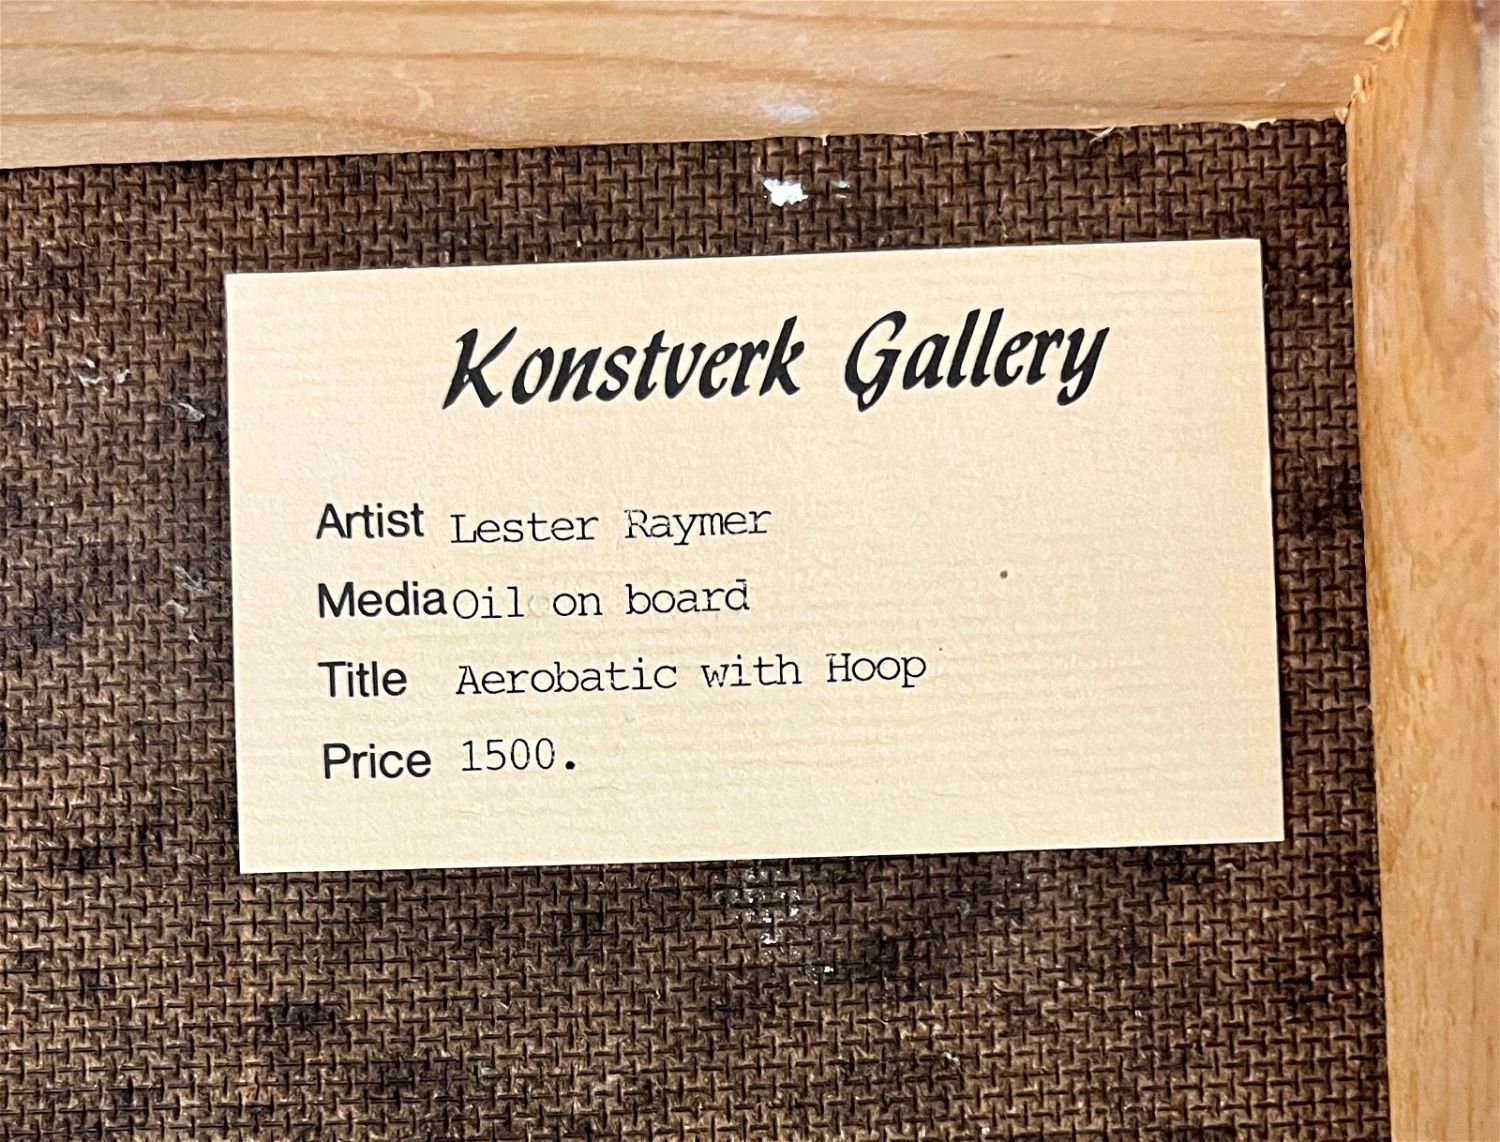 Konstverk Gallery
Artist Lester Raymer
Media Oil on board
Title Aerobatic with Hoop
Price 1500.